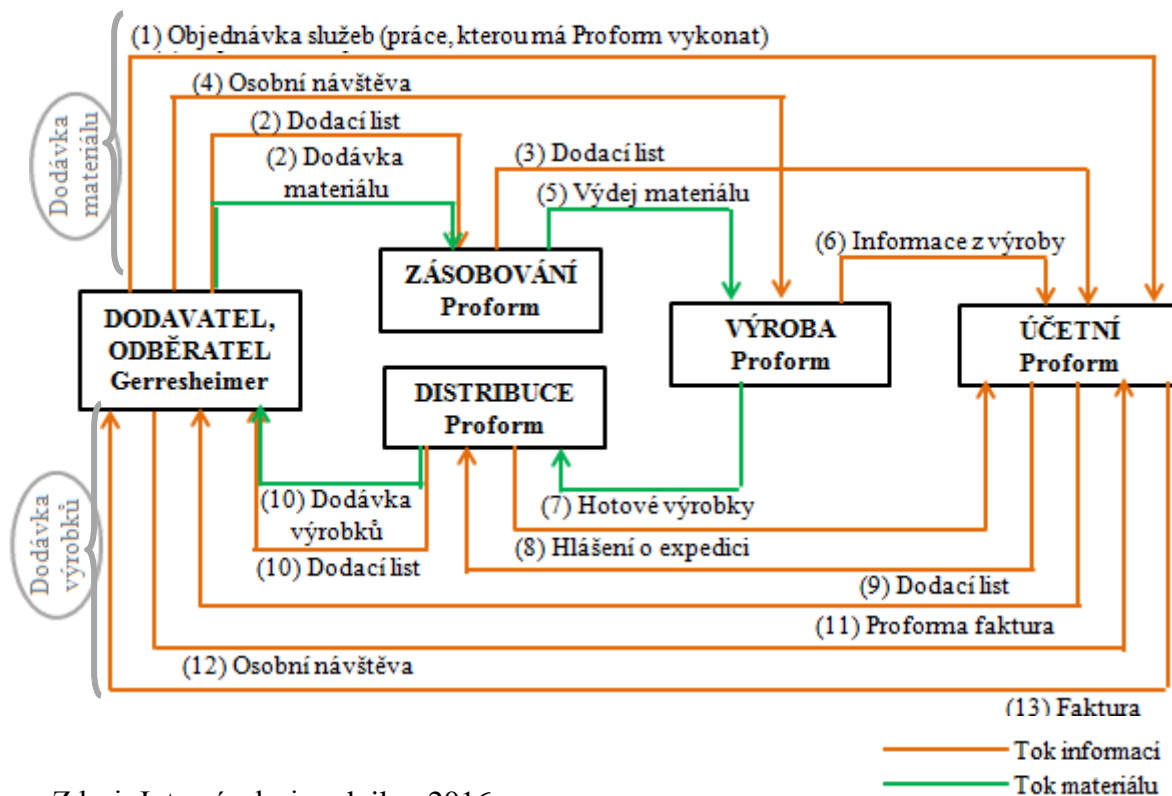 (1) Objednávka služeb (práce, kterou má Proform vykonat)
(4) Osobní návštěva
(2) Dodací list
(2) Dodávka
materiálu
(3) Dodací list
(5) Výdej materiálu
(6) Informace z výroby
Dodávka
materiálu
ZÁSOBOVÁNÍ
Proform
DODAVATEL,
ODBĚRATEL
Gerresheimer
VÝROBA
Proform
ÚČETNÍ
Proform
DISTRIBUCE
Proform
Dodávka
výrobků
(10) Dodávka
výrobků
(7) Hotové výrobky
(8) Hlášení o expedici
(10) Dodací list
(9) Dodací list
(11) Proforma faktura
(12) Osobní návštěva
(13) Faktura
Tok informací
Tok materiálu
2016